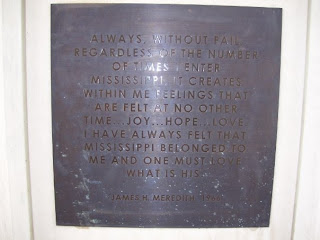 ALWAYS, WITHOUT FAIL
REGARDLESS OF THE NUMBER
OF TIMES I ENTER
MISSISSIPPI, IT CREATES
WITHIN ME FEELINGS THAT
ARE FELT AT NO OTHER
TIME...JOY...HOPE...LOVE.
I HAVE ALWAYS FELT THAT
MISSISSIPPI BELONGED TO
ME AND ONE MUST LOVE
WHAT IS HIS.
JAMES H. MEREDITH,